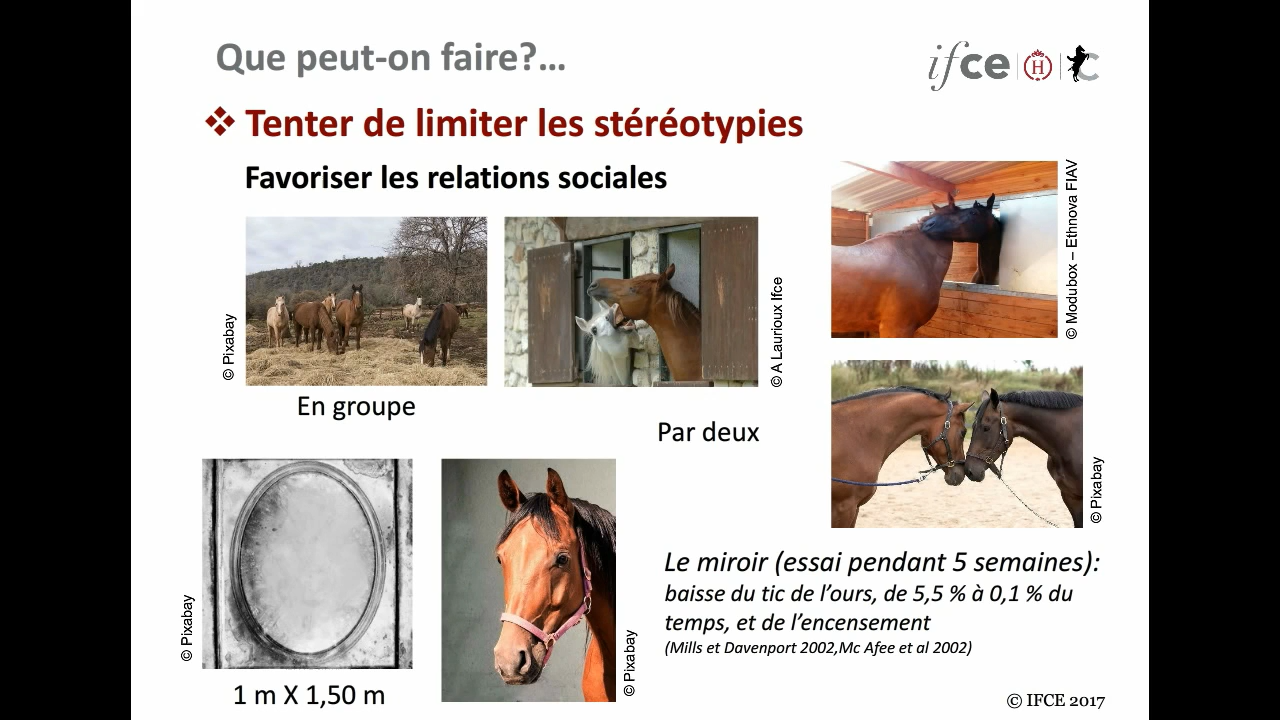 Que peut-on faire?...
ifce
H
C
❖ Tenter de limiter les stéréotypies
Favoriser les relations sociales
© Pixabay
© A Laurioux Ifce
© Modubox – Ethnova FIAV
En groupe
Par deux
© Pixabay
© Pixabay
© Pixabay
Le miroir (essai pendant 5 semaines):
baisse du tic de l’ours, de 5,5 % à 0,1 % du
temps, et de l’encensement
(Mills et Davenport 2002,Mc Afee et al 2002)
1 m X 1,50 m
© IFCE 2017